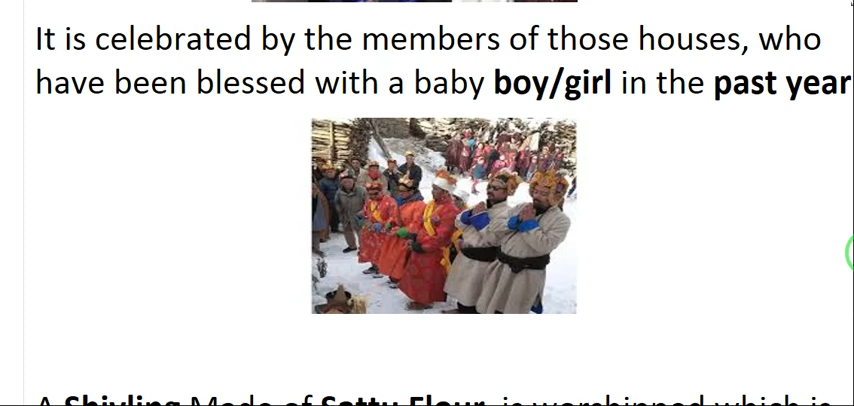 It is celebrated by the members of those houses, who
have been blessed with a baby boy/girl in the past year
A Shivling Made of Sattu Flour, is worshipped which is